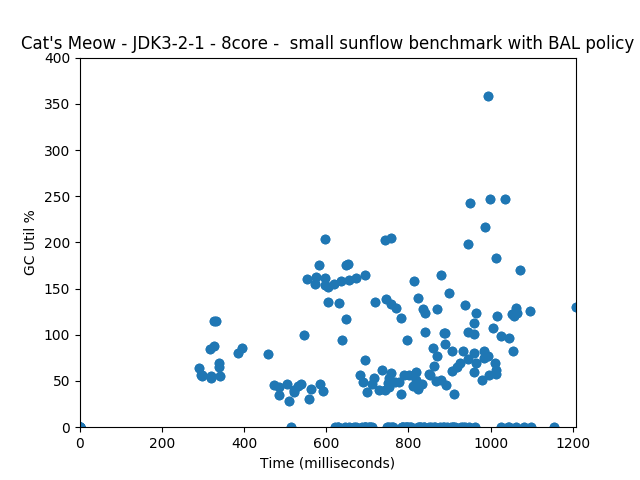 Cat's Meow - JDK3-2-1 - 8core -  small sunflow benchmark with BAL policy
400
350
300
250
200
150
100
50
0
GC Util %
0 200 400 600 800 1000 1200
Time (milliseconds)